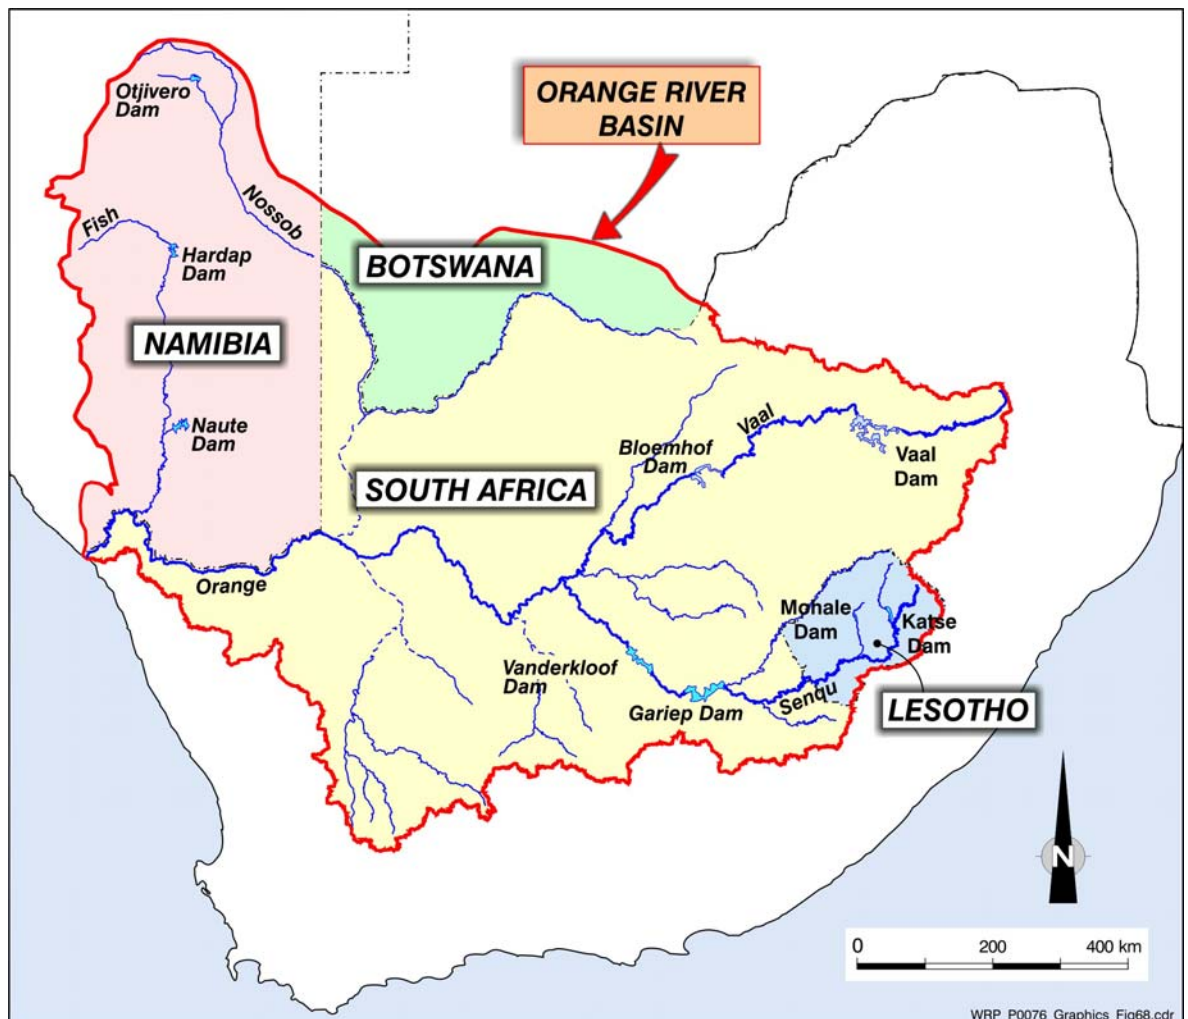 ORANGE RIVER
BASIN
Otjivero
Dam
Nossob
Fish
Hardap
Dam
BOTSWANA
NAMIBIA
Naute
Dam
Vaal
Bloemhof
Dam
Vaal
Dam
SOUTH AFRICA
Orange
Monale
Dam
Katse
Dam
Vanderkloof
Dam
Senqu
Gariep Dam
LESOTHO
N
0 200 400 km
WRP_P0076_Graphics_Fig68.cdr